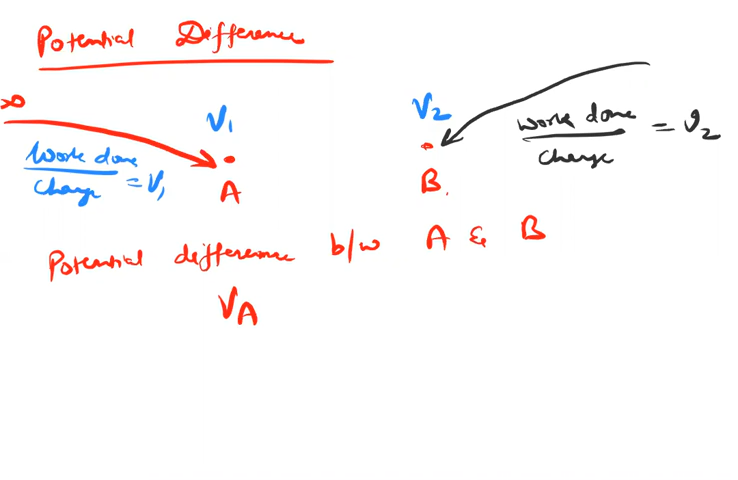 Potential Difference
∞
V1
V2
Work done
Charge = V1
A
B
Work done
Charge = V2
Potential difference b/w A & B
VA